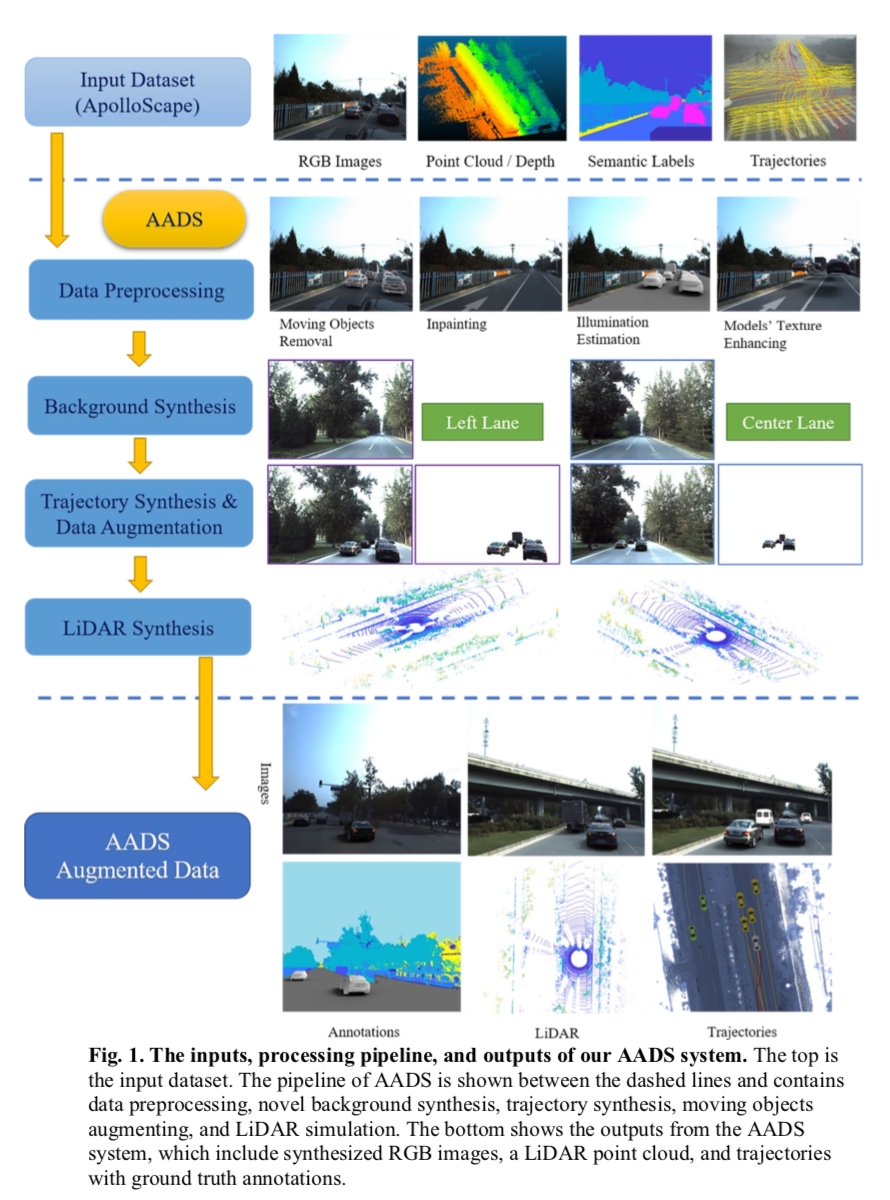 Input Dataset
(ApolloScape)
RGB Images
Point Cloud / Depth
Semantic Labels
Trajectories
AADS
Data Preprocessing
Moving Objects
Removal
Inpainting
Illumination
Estimation
Models' Texture
Enhancing
Background Synthesis
Left Lane
Center Lane
Trajectory Synthesis &
Data Augmentation
LiDAR Synthesis
Images
AADS
Augmented Data
Annotations
LiDAR
Trajectories
Fig. 1. The inputs, processing pipeline, and outputs of our AADS system. The top is
the input dataset. The pipeline of AADS is shown between the dashed lines and contains
data preprocessing, novel background synthesis, trajectory synthesis, moving objects
augmenting, and LiDAR simulation. The bottom shows the outputs from the AADS
system, which include synthesized RGB images, a LiDAR point cloud, and trajectories
with ground truth annotations.